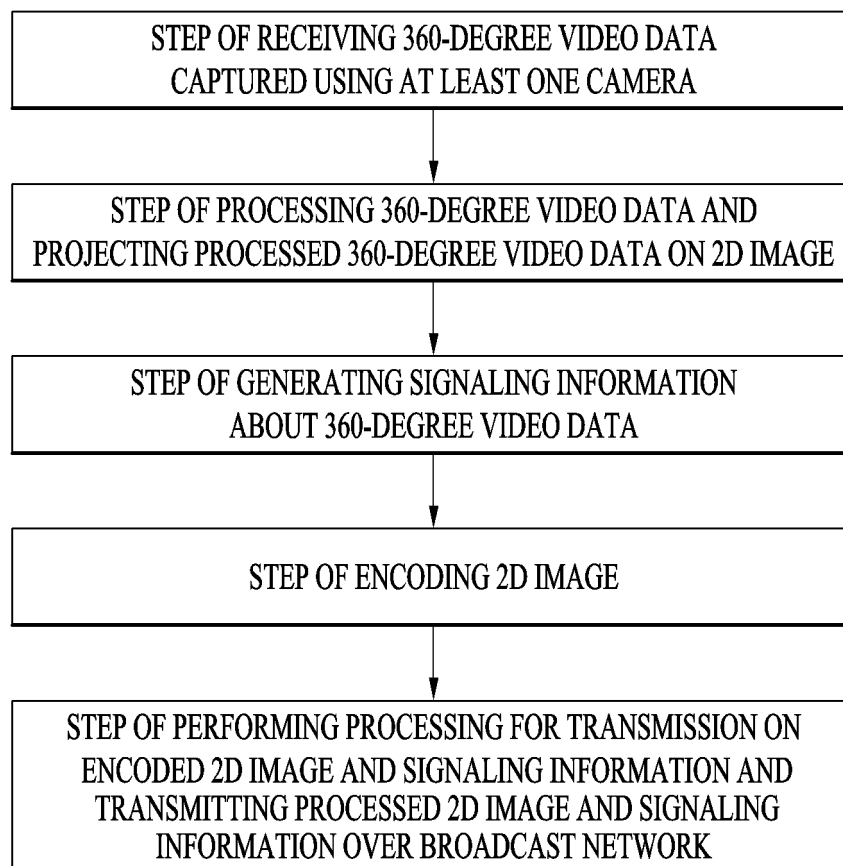 STEP OF RECEIVING 360-DEGREE VIDEO DATA
CAPTURED USING AT LEAST ONE CAMERA
STEP OF PROCESSING 360-DEGREE VIDEO DATA AND
PROJECTING PROCESSED 360-DEGREE VIDEO DATA ON 2D IMAGE
STEP OF GENERATING SIGNALING INFORMATION
ABOUT 360-DEGREE VIDEO DATA
STEP OF ENCODING 2D IMAGE
STEP OF PERFORMING PROCESSING FOR TRANSMISSION ON
ENCODED 2D IMAGE AND SIGNALING INFORMATION AND
TRANSMITTING PROCESSED 2D IMAGE AND SIGNALING
INFORMATION OVER BROADCAST NETWORK